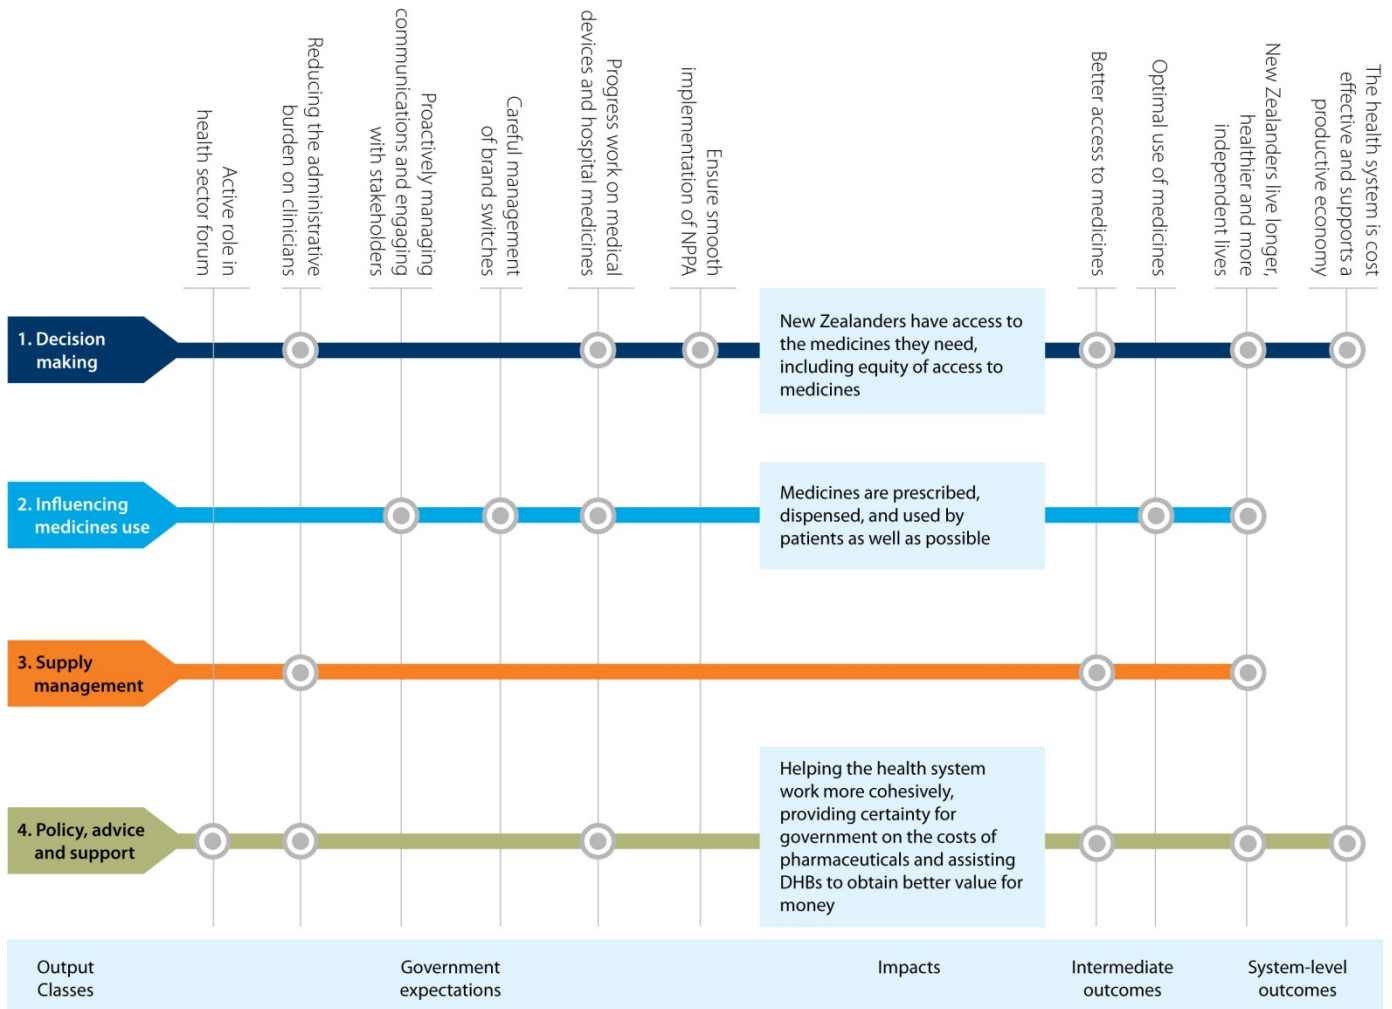 Active role in
health sector forum
Reducing the administrative
burden on clinicians
Proactively managing
communications and engaging
with stakeholders
Careful management
of brand switches
Progress work on medical
devices and hospital medicines
Ensure smooth
implementation of NPPA
Better access to medicines
Optimal use of medicines
New Zealanders live longer,
healthier and more
independent lives
The health system is cost
effective and supports a
productive economy
1. Decision
making
New Zealanders have access to
the medicines they need,
including equity of access to
medicines
2. Influencing
medicines use
Medicines are prescribed,
dispensed, and used by
patients as well as possible
3. Supply
management
4. Policy, advice
and support
Helping the health system
work more cohesively,
providing certainty for
government on the costs of
pharmaceuticals and assisting
DHBs to obtain better value for
money
Output
Classes
Government
expectations
Impacts
Intermediate
outcomes
System-level
outcomes